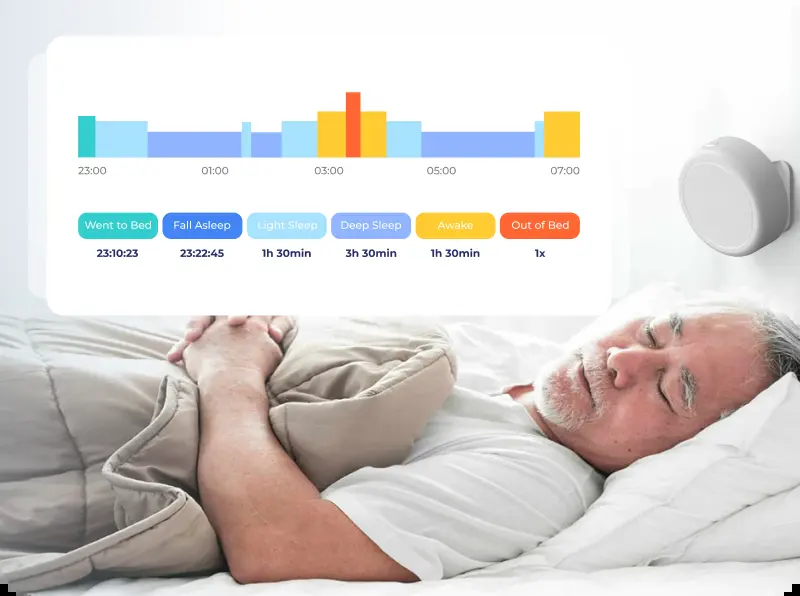 23:00 01:00 03:00 05:00 07:00
Went to Bed Fall Asleep Light Sleep Deep Sleep Awake Out of Bed
23:10:23 23:22:45 1h 30min 3h 30min 1h 30min 1x